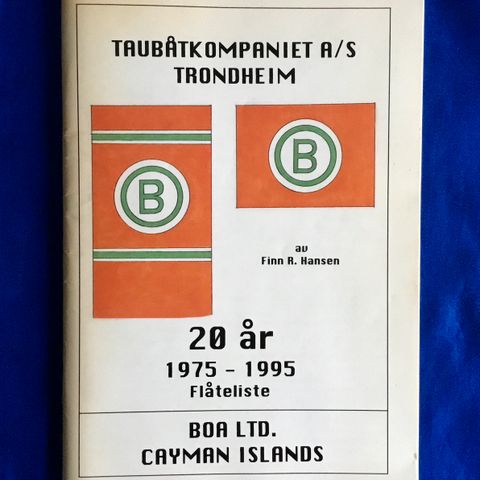 TAUBÅTKOMPANIET A/S
TRONDHEIM
B
B
av
Finn R. Hansen
20 år
1975 - 1995
Flåteliste
BOA LTD.
CAYMAN ISLANDS